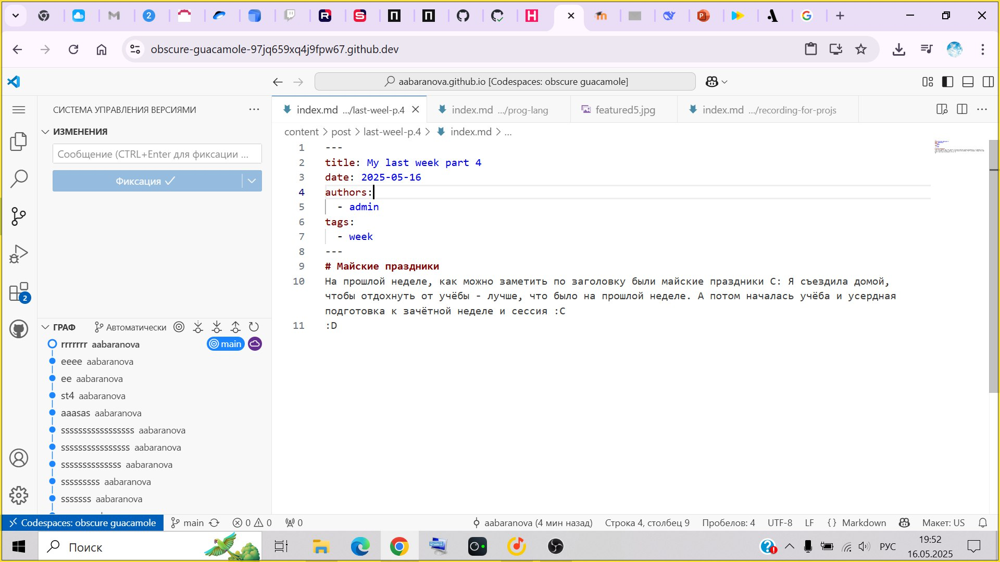 2
obscure-guacamole-97jq659xq4j9fpw67.github.dev
aabaranova.github.io [Codespaces: obscure guacamole]
СИСТЕМА УПРАВЛЕНИЯ ВЕРСИЯМИ
ИЗМЕНЕНИЯ
Сообщение (CTRL+Enter для фиксации ...
Фиксация
2
ГРАФ Автоматически
rrrrrrr aabaranova main
eeee aabaranova
ee aabaranova
st4 aabaranova
aaasas aabaranova
sssssssssssssssss aabaranova
ssssssssssssssss aabaranova
ssssssssssssss aabaranova
sssssssss aabaranova
sssssss aabaranova
index.md .../last-weel-p.4
index.md .../prog-lang
featured5.jpg
index.md .../recording-for-projs
content > post > last-weel-p.4 > index.md > ...
1 ---
2 title: My last week part 4
3 date: 2025-05-16
4 authors:
5 - admin
6 tags:
7 - week
8 ---
9 # Майские праздники
10 На прошлой неделе, как можно заметить по заголовку были майские праздники С: Я съездила домой,
чтобы отдохнуть от учёбы - лучше, что было на прошлой неделе. А потом началась учёба и усердная
подготовка к зачётной неделе и сессия :С
11 :D
Codespaces: obscure guacamole main 0 0 0 aabaranova (4 мин назад) Строка 4, столбец 9 Пробелов: 4 UTF-8 LF {} Markdown Макет: US
Поиск
РУС
19:52
16.05.2025